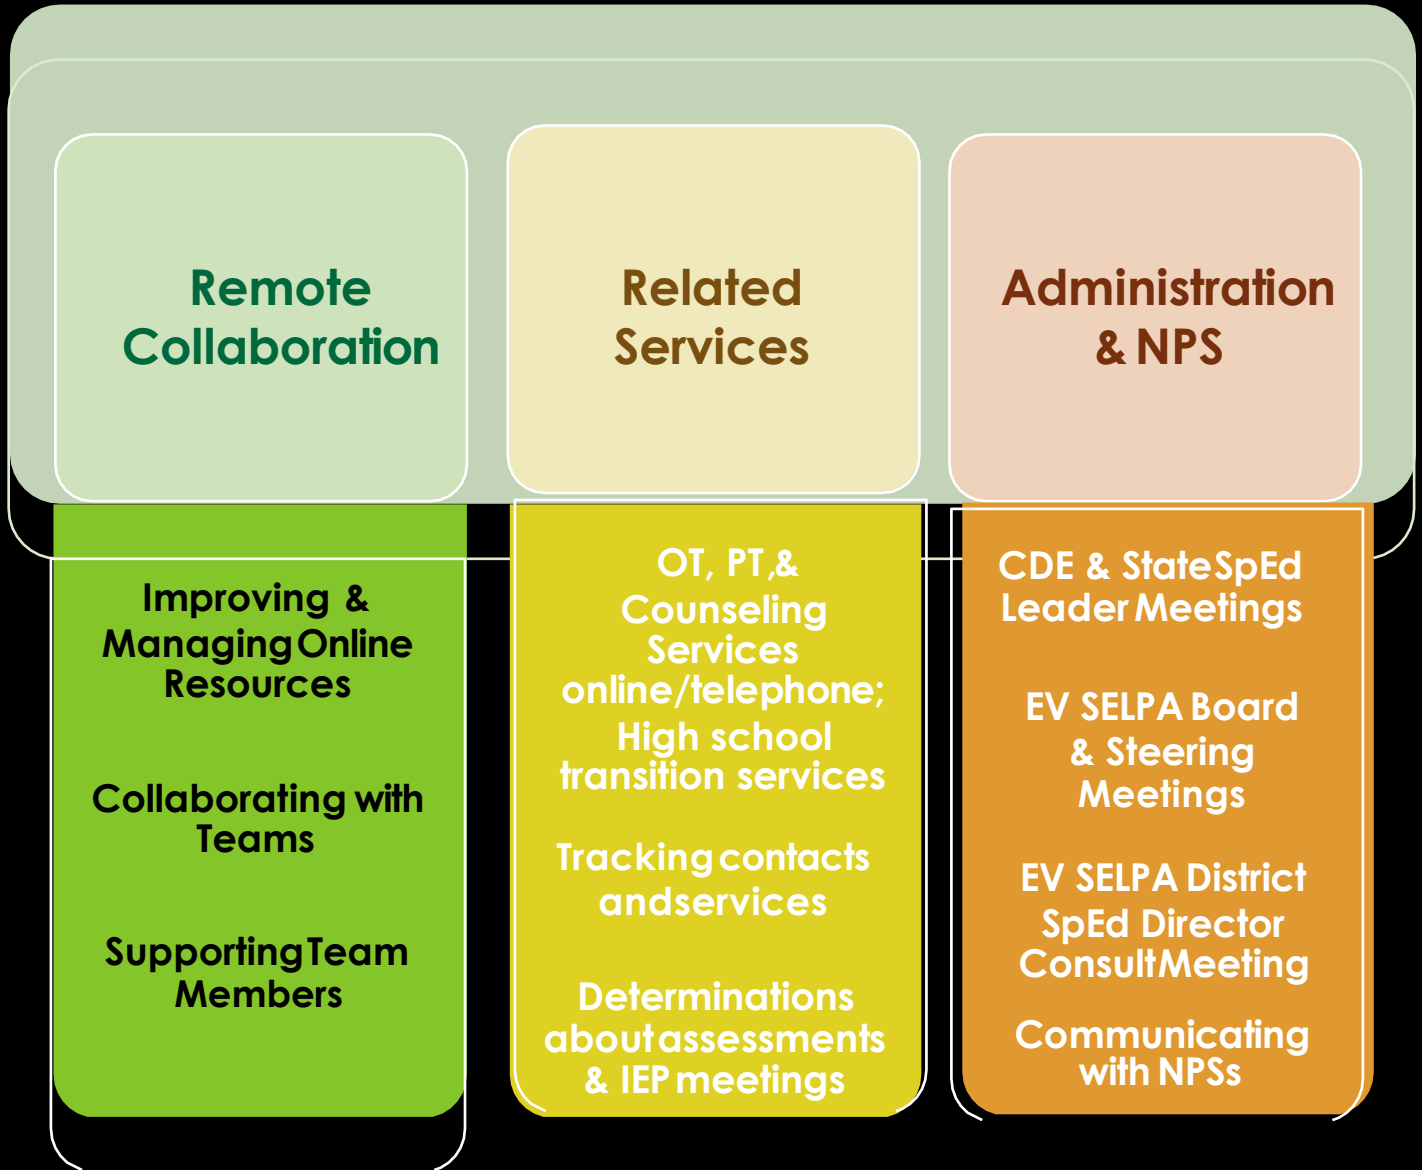 Remote
Collaboration
Related
Services
Administration
& NPS
Improving &
Managing Online
Resources
Collaborating with
Teams
Supporting Team
Members
OT, PT,&
Counseling
Services
online/telephone;
High school
transition services
Tracking contacts
andservices
Determinations
about assessments
& IEP meetings
CDE & State SpEd
Leader Meetings
EV SELPA Board
& Steering
Meetings
EV SELPA District
SpEd Director
Consult Meeting
Communicating
with NPSs